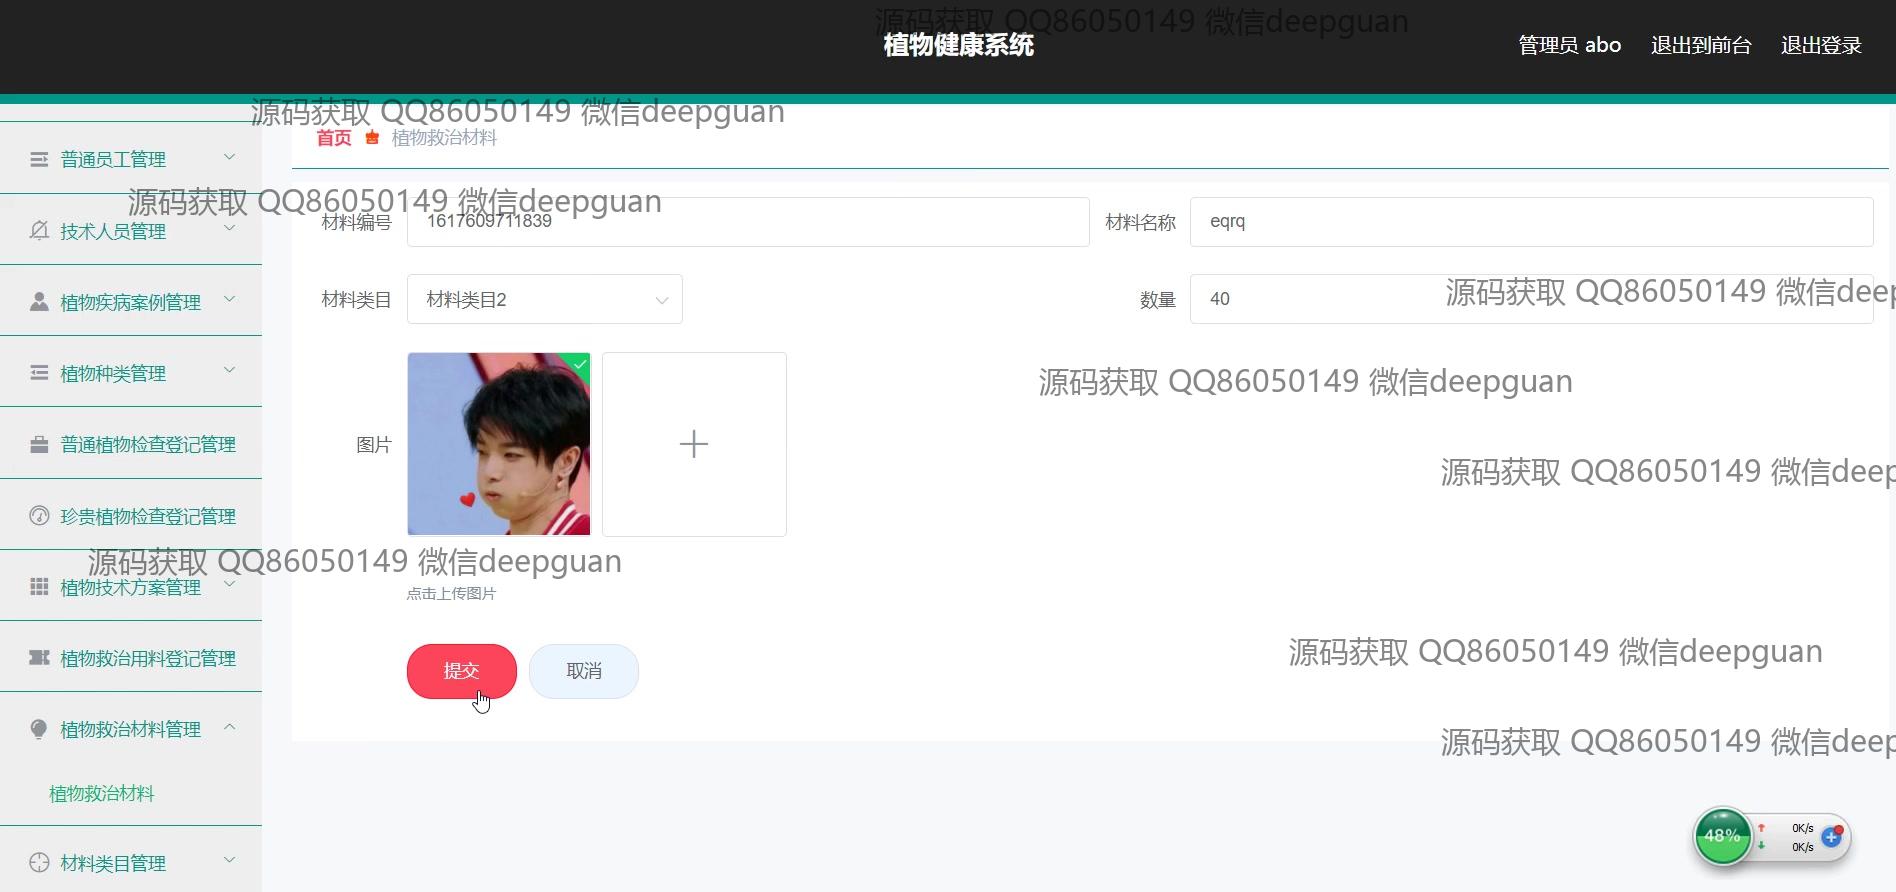 源码获取 QQ86050149 微信deepguan
植物健康系统
管理员 abo
退出到前台
退出登录
源码获取 QQ86050149 微信deepguan
首页 植物救治材料
普通员工管理
源码获取 QQ86050149 微信deepguan
技术人员管理
植物疾病案例管理
植物种类管理
普通植物检查登记管理
珍贵植物检查登记管理
源码获取 QQ86050149 微信deepguan
植物技术方案管理
植物救治用料登记管理
植物救治材料管理
植物救治材料
材料类目管理
材料编号 1617609711839
材料名称 eqrq
材料类目 材料类目2
数量 40
源码获取 QQ86050149 微信deep
源码获取 QQ86050149 微信deepguan
图片
源码获取 QQ86050149 微信deep
点击上传图片
源码获取 QQ86050149 微信deepguan
提交 取消
源码获取 QQ86050149 微信deep
48%
0K/s
0K/s